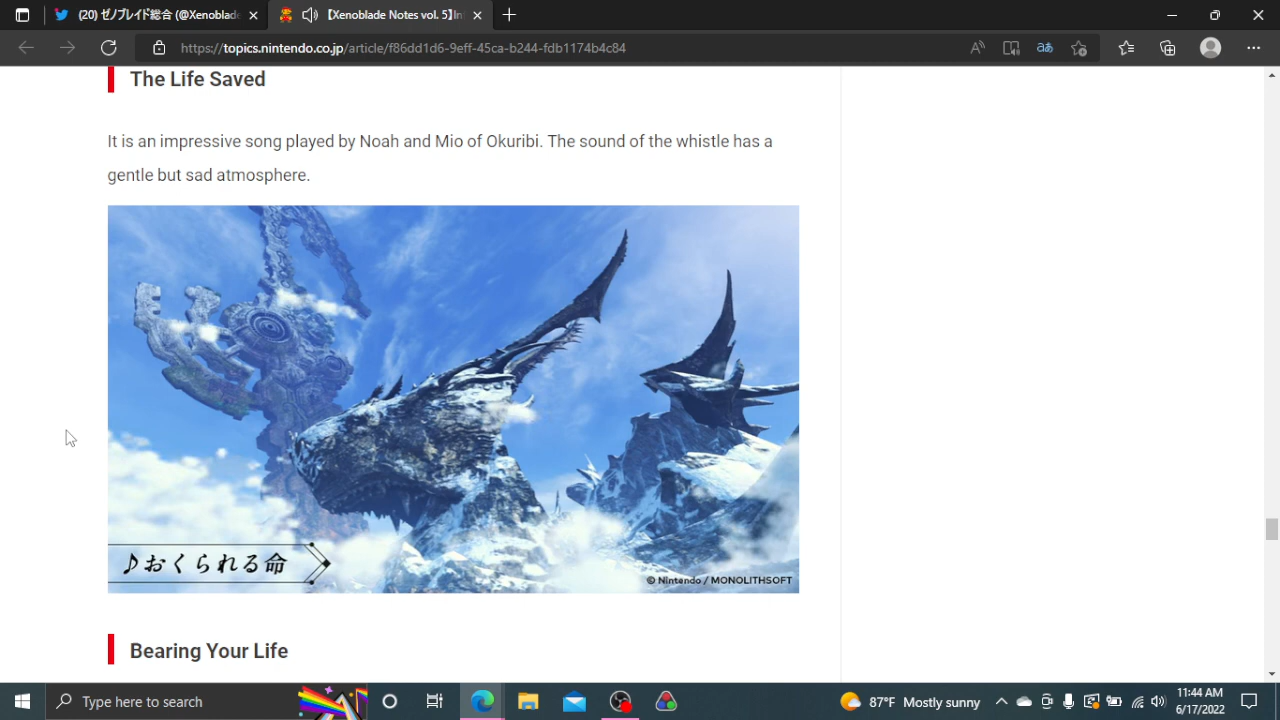 (20) ゼノブレイド総合 (@Xenoblade
【Xenoblade Notes vol. 5】In
https://topics.nintendo.co.jp/article/f86dd1d6-9eff-45ca-b244-fdb1174b4c84
The Life Saved
It is an impressive song played by Noah and Mio of Okuribi. The sound of the whistle has a
gentle but sad atmosphere.
♪おくられる命
© Nintendo / MONOLITHSOFT
Bearing Your Life
Type here to search
87°F Mostly sunny
11:44 AM
6/17/2022